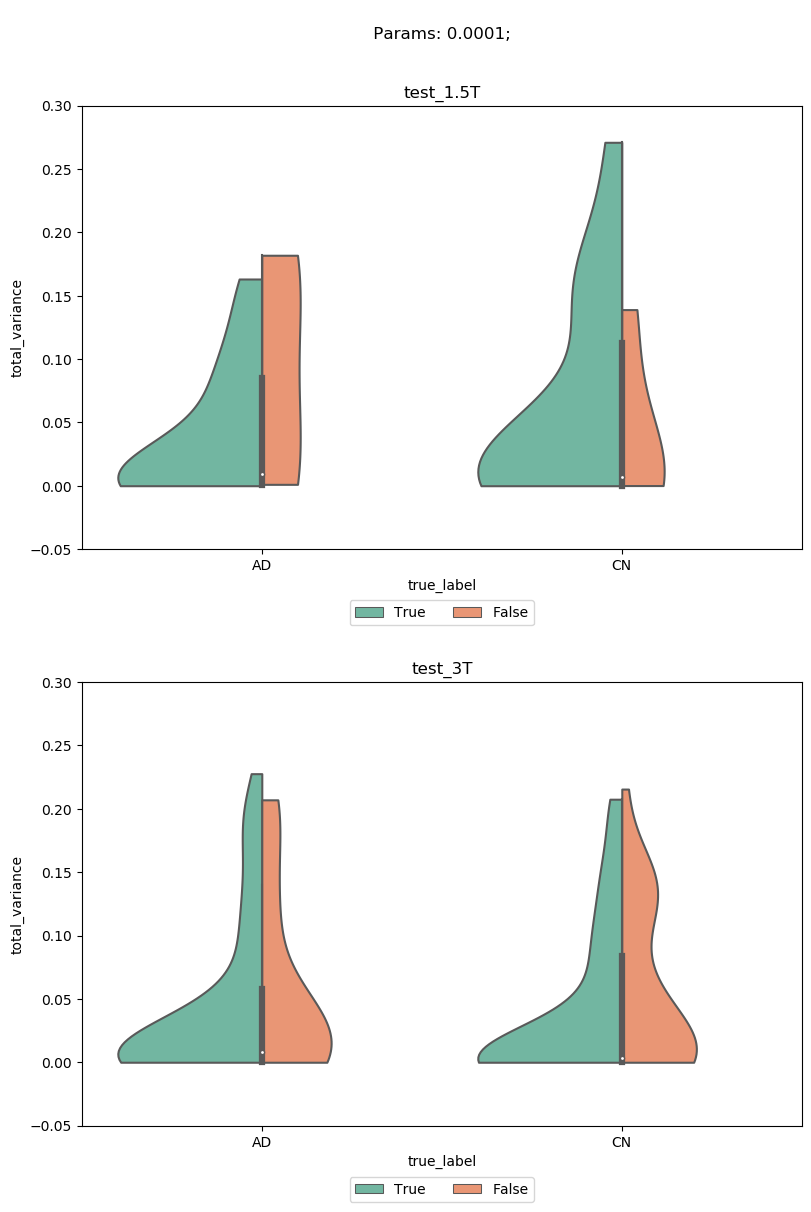 Params: 0.0001;
test_1.5T
0.30
0.25
0.20
0.15
0.10
0.05
0.00
−0.05
total_variance
AD CN
true_label
True False
test_3T
0.30
0.25
0.20
0.15
0.10
0.05
0.00
−0.05
total_variance
AD CN
true_label
True False